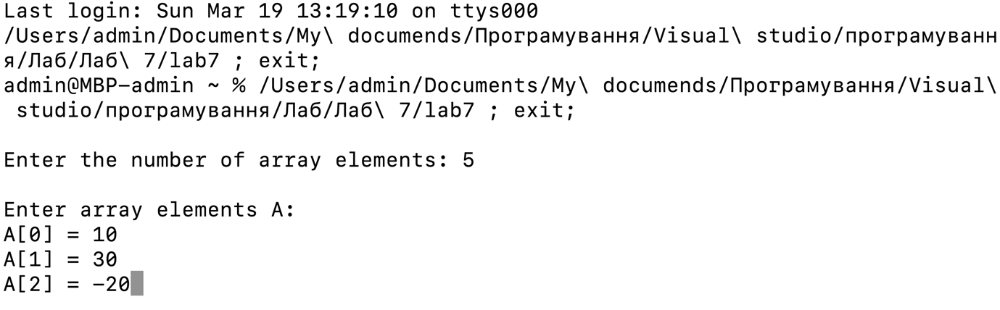 Last login: Sun Mar 19 13:19:10 on ttys000
/Users/admin/Documents/My\ documends/Програмування/Visual\ studio/програмуванн
я/Лаб/Лаб\ 7/lab7 ; exit;
admin@MBP-admin ~ % /Users/admin/Documents/My\ documends/Програмування/Visual\
 studio/програмування/Лаб/Лаб\ 7/lab7 ; exit;
Enter the number of array elements: 5
Enter array elements A:
A[0] = 10
A[1] = 30
A[2] = -20